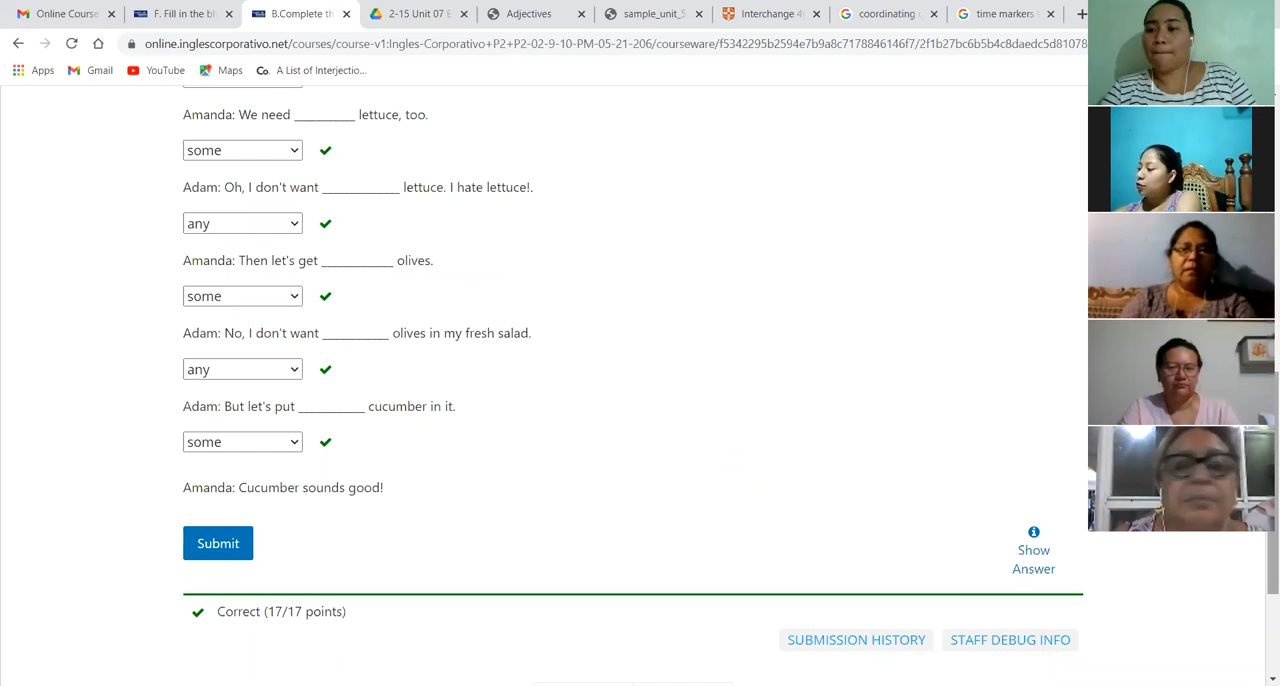 Online Course
F. Fill in the bl
B.Complete th
2-15 Unit 07 E
Adjectives
sample_unit_5
Interchange 4
coordinating c
time markers
online.inglescorporativo.net/courses/course-v1:Ingles-Corporativo+P2+P2-02-9-10-PM-05-21-206/courseware/f5342295b2594e7b9a8c7178846146f7/2f1b27bc6b5b4c8daedc5d81078
Apps
Gmail
YouTube
Maps
Co. A List of Interjectio...
Amanda: We need __________ lettuce, too.
some
Adam: Oh, I don't want _____________ lettuce. I hate lettuce!.
any
Amanda: Then let's get ____________ olives.
some
Adam: No, I don't want ___________ olives in my fresh salad.
any
Adam: But let's put ___________ cucumber in it.
some
Amanda: Cucumber sounds good!
Submit
Show
Answer
Correct (17/17 points)
SUBMISSION HISTORY
STAFF DEBUG INFO